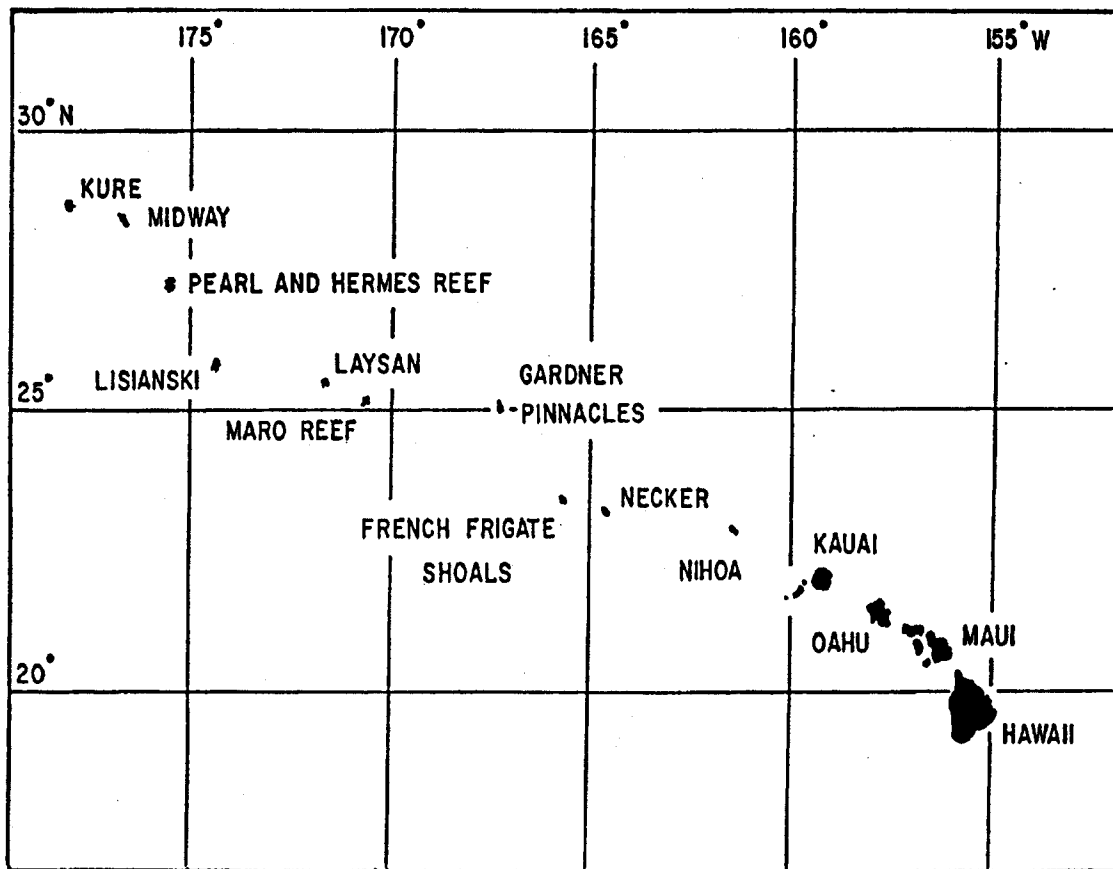 175°
170°
165°
160°
155°W
30°N
KURE
MIDWAY
PEARL AND HERMES REEF
LAYSAN
LISIANSKI
GARDNER
25°
PINNACLES
MARO REEF
NECKER
FRENCH FRIGATE
SHOALS
NIHOA
KAUAI
OAHU
MAUI
20°
HAWAII